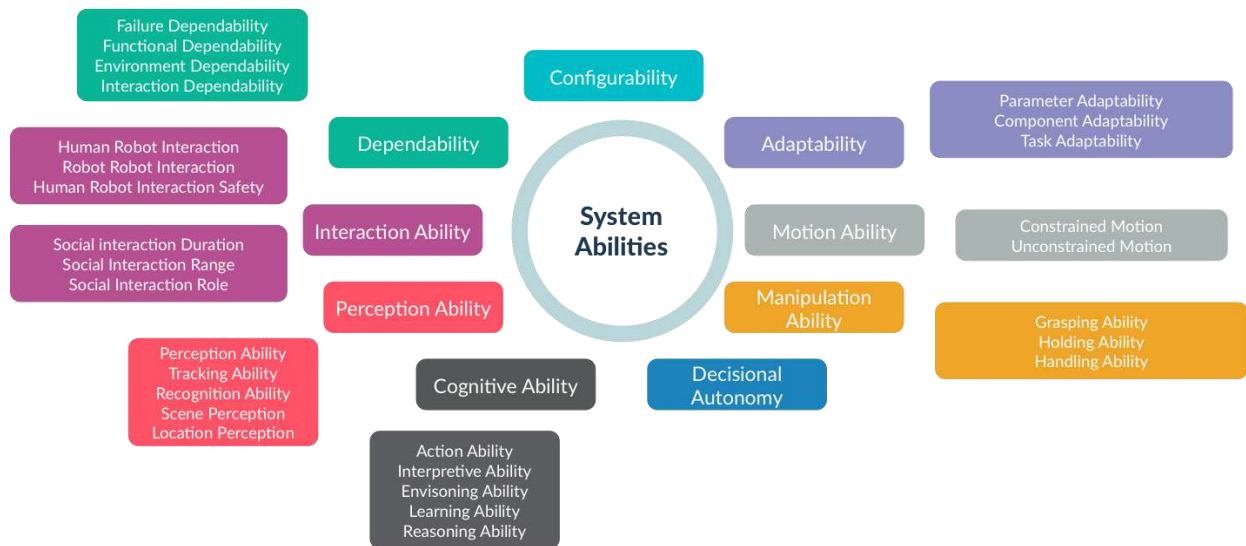 Failure Dependability
Functional Dependability
Environment Dependability
Interaction Dependability
Configurability
Parameter Adaptability
Component Adaptability
Task Adaptability
Dependability
Adaptability
Human Robot Interaction
Robot Robot Interaction
Human Robot Interaction Safety
Interaction Ability
System
Abilities
Motion Ability
Constrained Motion
Unconstrained Motion
Social interaction Duration
Social Interaction Range
Social Interaction Role
Perception Ability
Manipulation
Ability
Grasping Ability
Holding Ability
Handling Ability
Perception Ability
Tracking Ability
Recognition Ability
Scene Perception
Location Perception
Cognitive Ability
Decisional
Autonomy
Action Ability
Interpretive Ability
Envisoning Ability
Learning Ability
Reasoning Ability